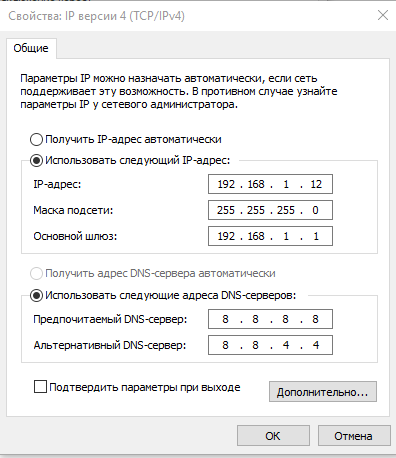 Свойства: IP версии 4 (TCP/IPv4)
Общие
Параметры IP можно назначать автоматически, если сеть
поддерживает эту возможность. В противном случае узнайте
параметры IP у сетевого администратора.
Получить IP-адрес автоматически
Использовать следующий IP-адрес:
IP-адрес: 192 . 168 . 1 . 12
Маска подсети: 255 . 255 . 255 . 0
Основной шлюз: 192 . 168 . 1 . 1
Получить адрес DNS-сервера автоматически
Использовать следующие адреса DNS-серверов:
Предпочитаемый DNS-сервер: 8 . 8 . 8 . 8
Альтернативный DNS-сервер: 8 . 8 . 4 . 4
Подтвердить параметры при выходе
Дополнительно...
ОК Отмена